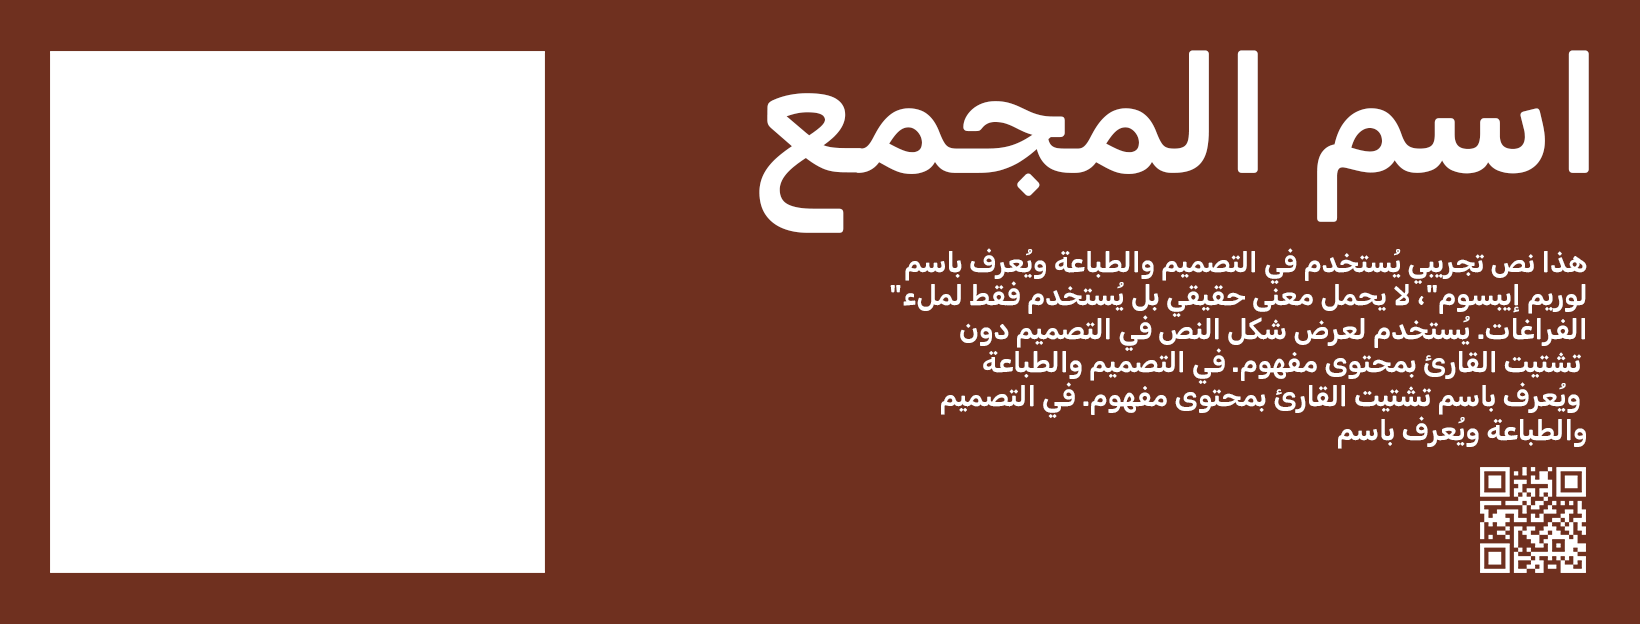 اسم المجمع
هذا نص تجريبي يُستخدم في التصميم والطباعة ويُعرف باسم
لوريم إيبسوم"، لا يحمل معنى حقيقي بل يُستخدم فقط لملء"
الفراغات. يُستخدم لعرض شكل النص في التصميم دون
تشتيت القارئ بمحتوى مفهوم. في التصميم والطباعة
ويُعرف باسم تشتيت القارئ بمحتوى مفهوم. في التصميم
والطباعة ويُعرف باسم